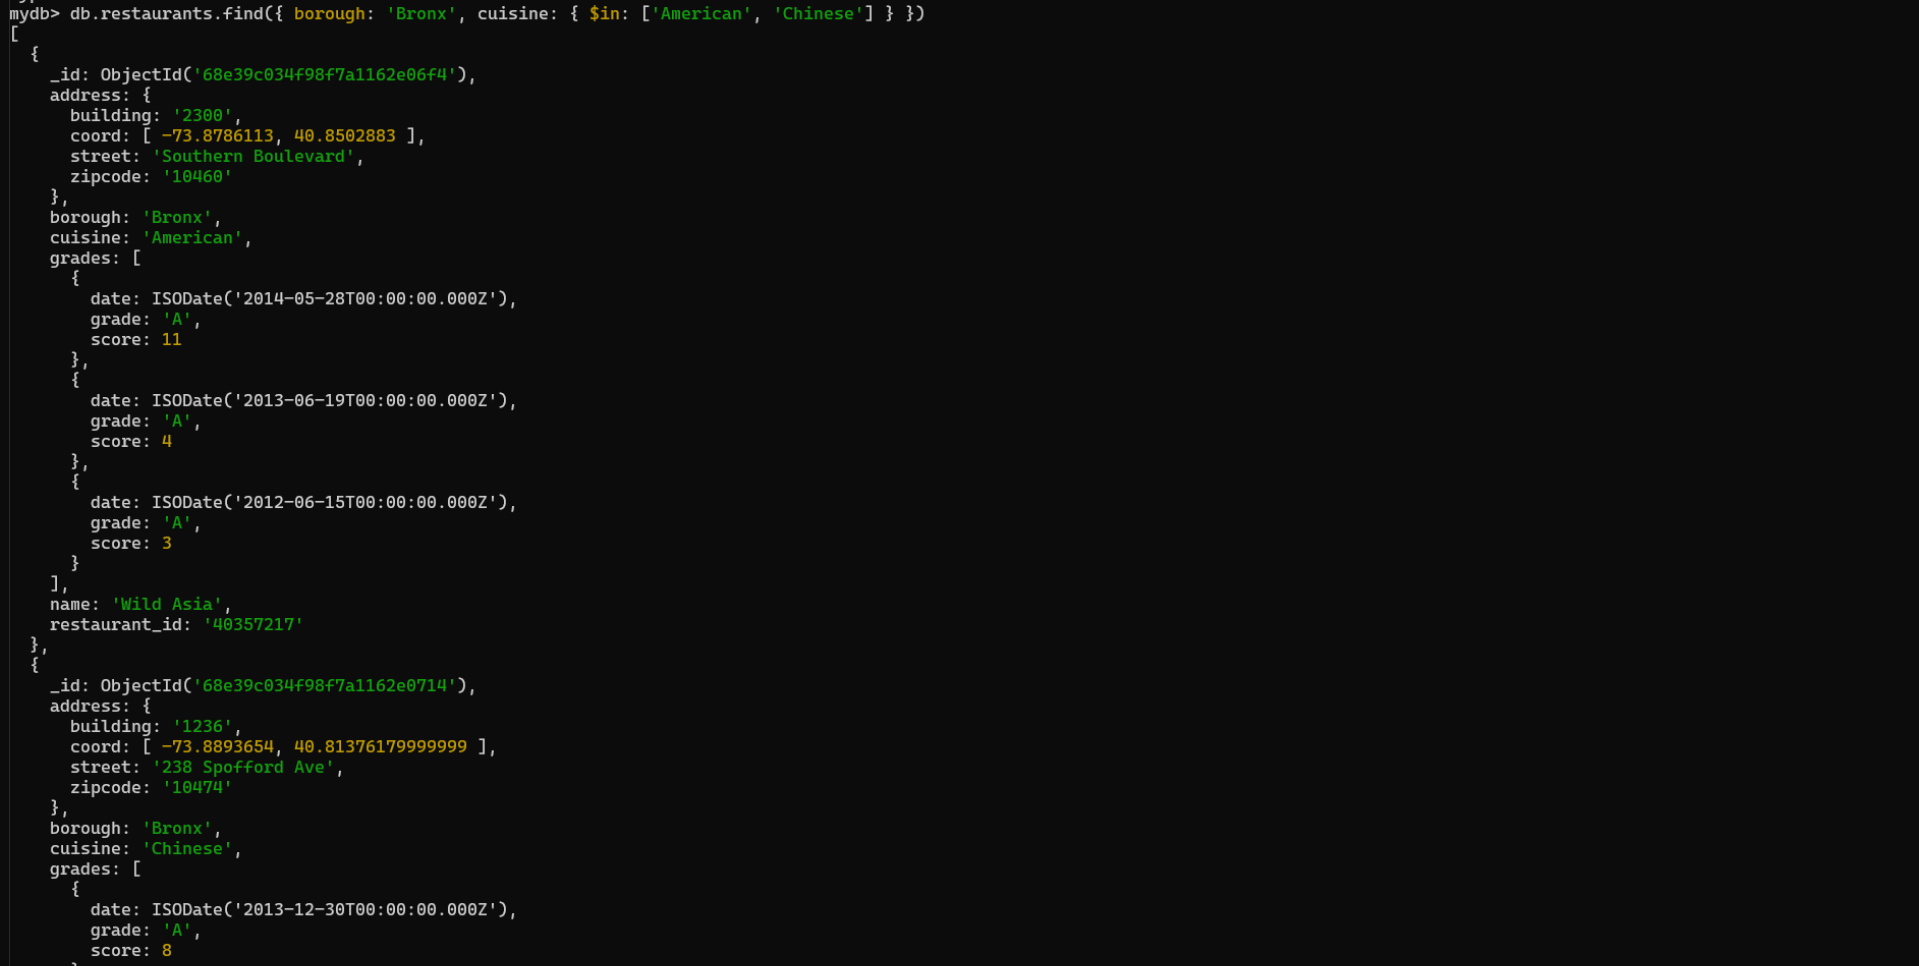 mydb> db.restaurants.find({ borough: 'Bronx', cuisine: { $in: ['American', 'Chinese'] } })
[
  {
    _id: ObjectId('68e39c034f98f7a1162e06f4'),
    address: {
      building: '2300',
      coord: [ -73.8786113, 40.8502883 ],
      street: 'Southern Boulevard',
      zipcode: '10460'
    },
    borough: 'Bronx',
    cuisine: 'American',
    grades: [
      {
        date: ISODate('2014-05-28T00:00:00.000Z'),
        grade: 'A',
        score: 11
      },
      {
        date: ISODate('2013-06-19T00:00:00.000Z'),
        grade: 'A',
        score: 4
      },
      {
        date: ISODate('2012-06-15T00:00:00.000Z'),
        grade: 'A',
        score: 3
      }
    ],
    name: 'Wild Asia',
    restaurant_id: '40357217'
  },
  {
    _id: ObjectId('68e39c034f98f7a1162e0714'),
    address: {
      building: '1236',
      coord: [ -73.8893654, 40.81376179999999 ],
      street: '238 Spofford Ave',
      zipcode: '10474'
    },
    borough: 'Bronx',
    cuisine: 'Chinese',
    grades: [
      {
        date: ISODate('2013-12-30T00:00:00.000Z'),
        grade: 'A',
        score: 8